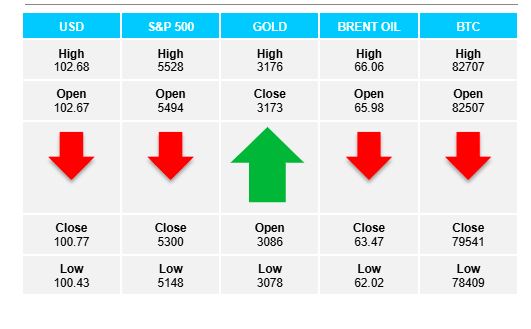 USD S&P 500 GOLD BRENT OIL BTC
High High High High High
102.68 5528 3176 66.06 82707
Open Open Close Open Open
102.67 5494 3173 65.98 82507
Close Close Open Close Close
100.77 5300 3086 63.47 79541
Low Low Low Low Low
100.43 5148 3078 62.02 78409